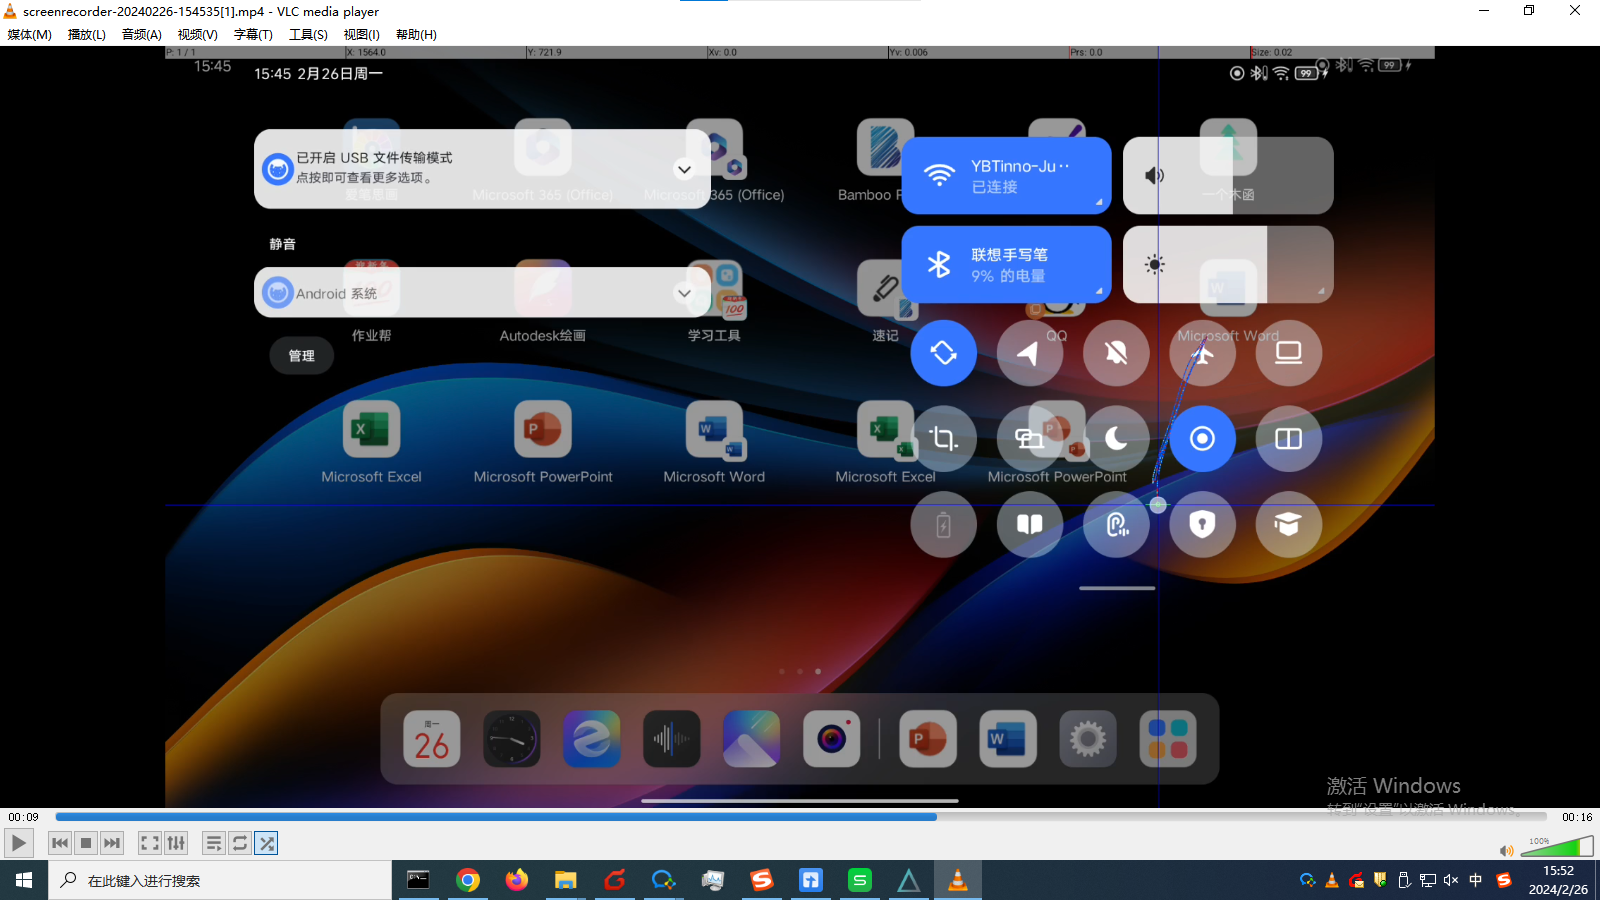 screenrecorder-20240226-154535[1].mp4 - VLC media player
媒体(M) 播放(L) 音频(A) 视频(V) 字幕(T) 工具(S) 视图(I) 帮助(H)
P: 1 / 1 X: 1564.0 Y: 721.9 Xv: 0.0 Yv: 0.006 Prs: 0.0 Size: 0.02
15:45
15:45 2月26日周一
99
99
已开启 USB 文件传输模式
点按即可查看更多选项。
爱笔思画
Microsoft 365 (Office)
Microsoft 365 (Office)
Bamboo P
一个木函
YBTinno-Ju··
已连接
静音
联想手写笔
9% 的电量
Android 系统
作业帮
Autodesk绘画
学习工具
100
速记
QQ
Microsoft Word
管理
Microsoft Excel
Microsoft PowerPoint
Microsoft Word
Microsoft Excel
Microsoft PowerPoint
周一
26
激活 Windows
转到"设置"以激活 Windows。
00:09
00:16
100%
在此键入进行搜索
中
15:52
2024/2/26